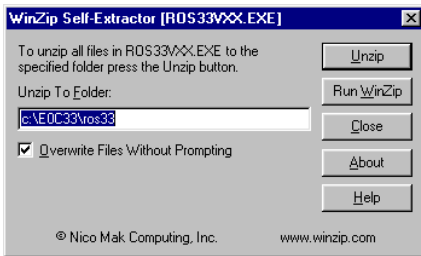 WinZip Self-Extractor [ROS33VXX.EXE]
To unzip all files in ROS33VXX.EXE to the
specified folder press the Unzip button.
Unzip To Folder:
c:\E0C33\ros33
Overwrite Files Without Prompting
Unzip
Run WinZip
Close
About
Help
© Nico Mak Computing, Inc.
www.winzip.com